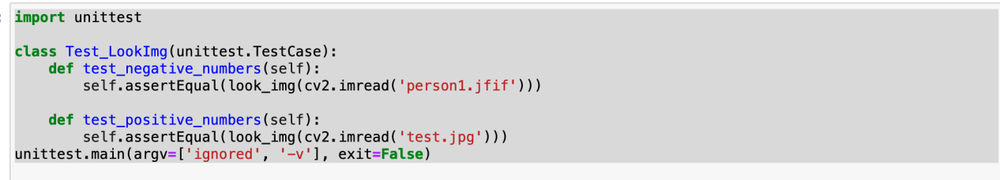 import unittest
class Test_LookImg(unittest.TestCase):
def test_negative_numbers(self):
self.assertEqual(look_img(cv2.imread('person1.jfif')))
def test_positive_numbers(self):
self.assertEqual(look_img(cv2.imread('test.jpg')))
unittest.main(argv=['ignored', '-v'], exit=False)